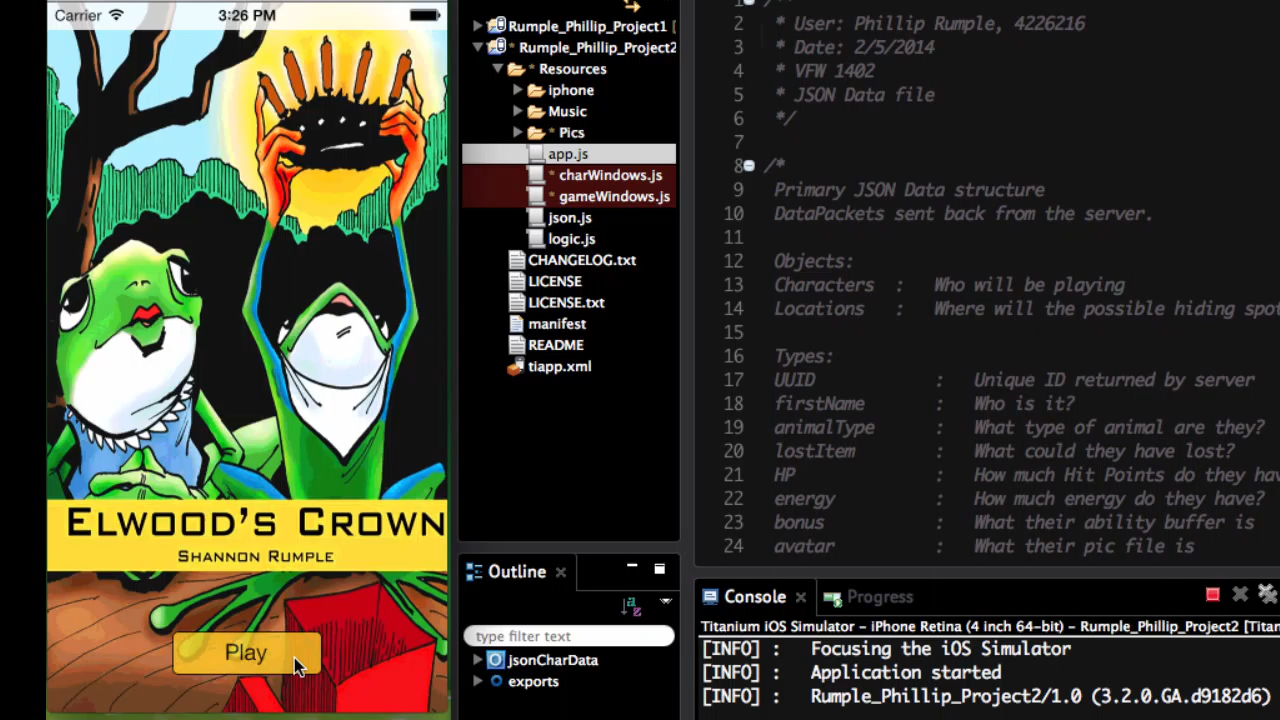 Carrier
3:26 PM
ELWOOD'S CROWN
SHANNON RUMPLE
Play
Rumple_Phillip_Project1 [
* Rumple_Phillip_Project2
* Resources
iphone
Music
* Pics
app.js
* charWindows.js
* gameWindows.js
json.js
logic.js
CHANGELOG.txt
LICENSE
LICENSE.txt
manifest
README
tiapp.xml
Outline
type filter text
jsonCharData
exports
1 /**
2 * User: Phillip Rumple, 4226216
3 * Date: 2/5/2014
4 * VFW 1402
5 * JSON Data file
6 */
7
8 /*
9 Primary JSON Data structure
10 DataPackets sent back from the server.
11
12 Objects:
13 Characters : Who will be playing
14 Locations : Where will the possible hiding spo
15
16 Types:
17 UUID : Unique ID returned by server
18 firstName : Who is it?
19 animalType : What type of animal are they?
20 lostItem : What could they have lost?
21 HP : How much Hit Points do they hav
22 energy : How much energy do they have?
23 bonus : What their ability buffer is
24 avatar : What their pic file is
Console
Progress
Titanium iOS Simulator - iPhone Retina (4 inch 64-bit) - Rumple_Phillip_Project2 [Titan
[INFO] : Focusing the iOS Simulator
[INFO] : Application started
[INFO] : Rumple_Phillip_Project2/1.0 (3.2.0.GA.d9182d6)